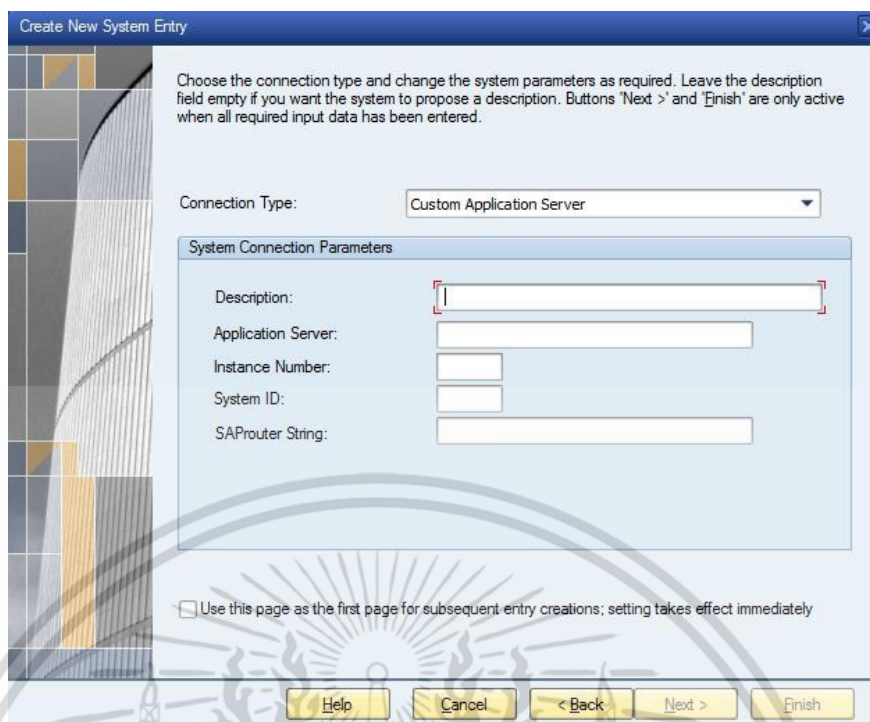 Create New System Entry
Choose the connection type and change the system parameters as required. Leave the description
field empty if you want the system to propose a description. Buttons 'Next >' and 'Finish' are only active
when all required input data has been entered.
Connection Type:
Custom Application Server
System Connection Parameters
Description:
Application Server:
Instance Number:
System ID:
SAProuter String:
Use this page as the first page for subsequent entry creations; setting takes effect immediately
Help Cancel < Back Next > Finish